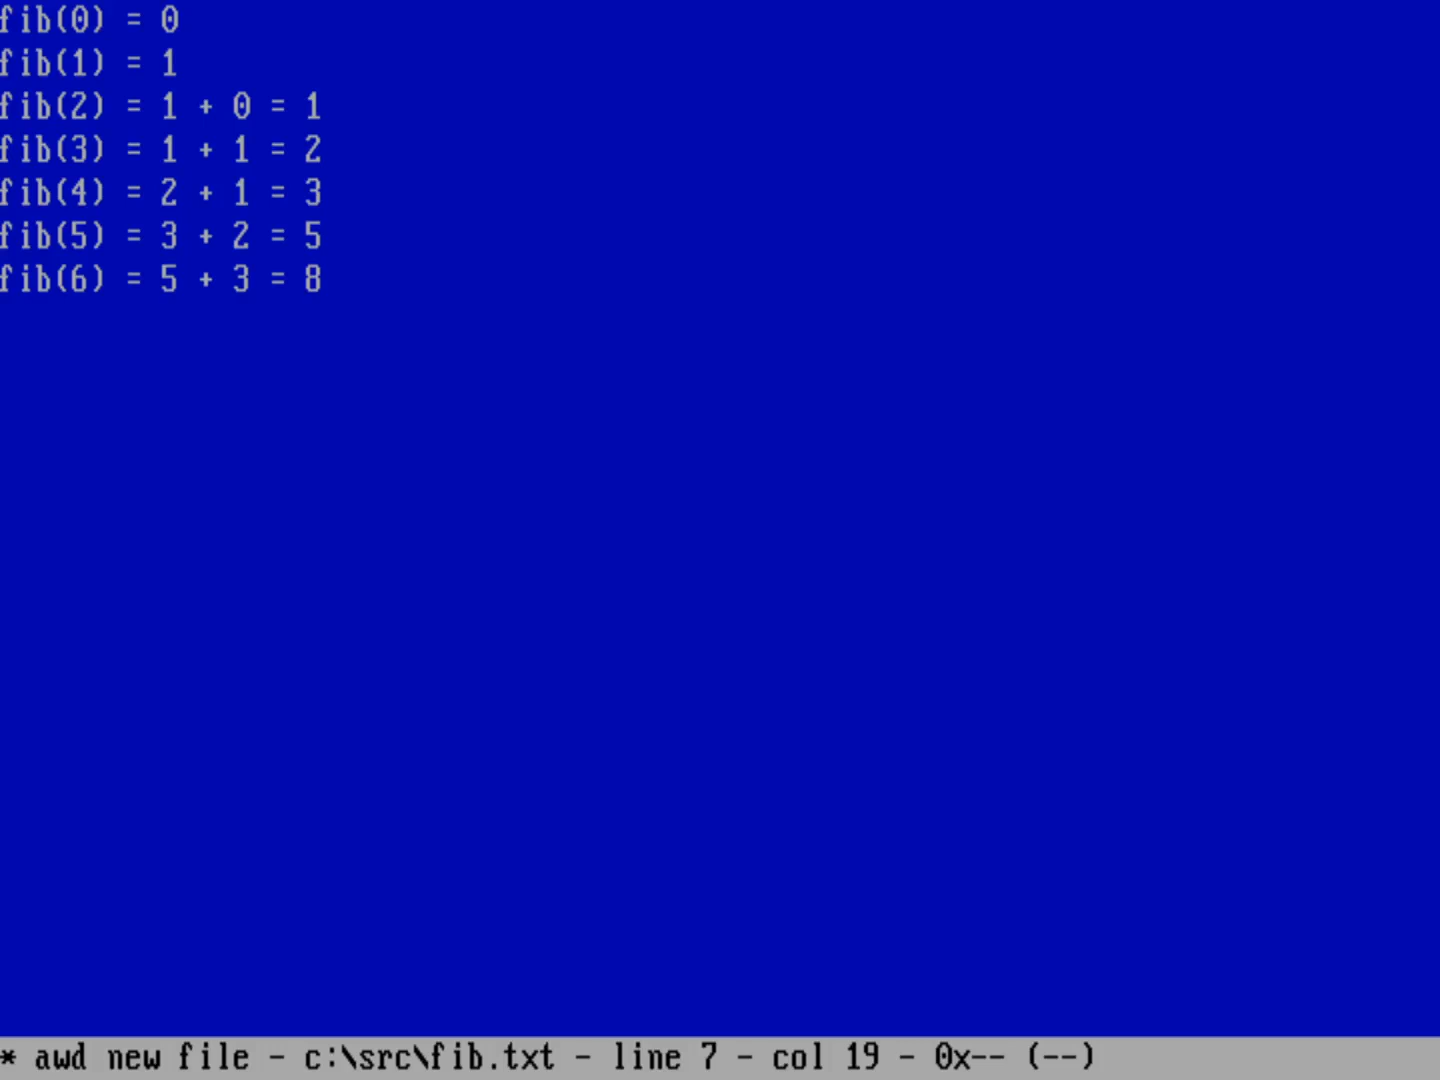 fib(0) = 0
fib(1) = 1
fib(2) = 1 + 0 = 1
fib(3) = 1 + 1 = 2
fib(4) = 2 + 1 = 3
fib(5) = 3 + 2 = 5
fib(6) = 5 + 3 = 8
* awd new file - c:\src\fib.txt - line 7 - col 19 - 0x-- (--)